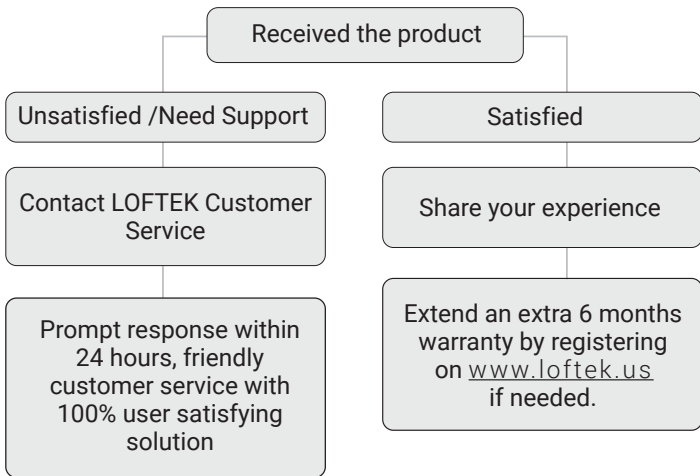 Received the product
Unsatisfied /Need Support
Satisfied
Contact LOFTEK Customer
Service
Share your experience
Prompt response within
24 hours, friendly
customer service with
100% user satisfying
solution
Extend an extra 6 months
warranty by registering
on www.loftek.us
if needed.